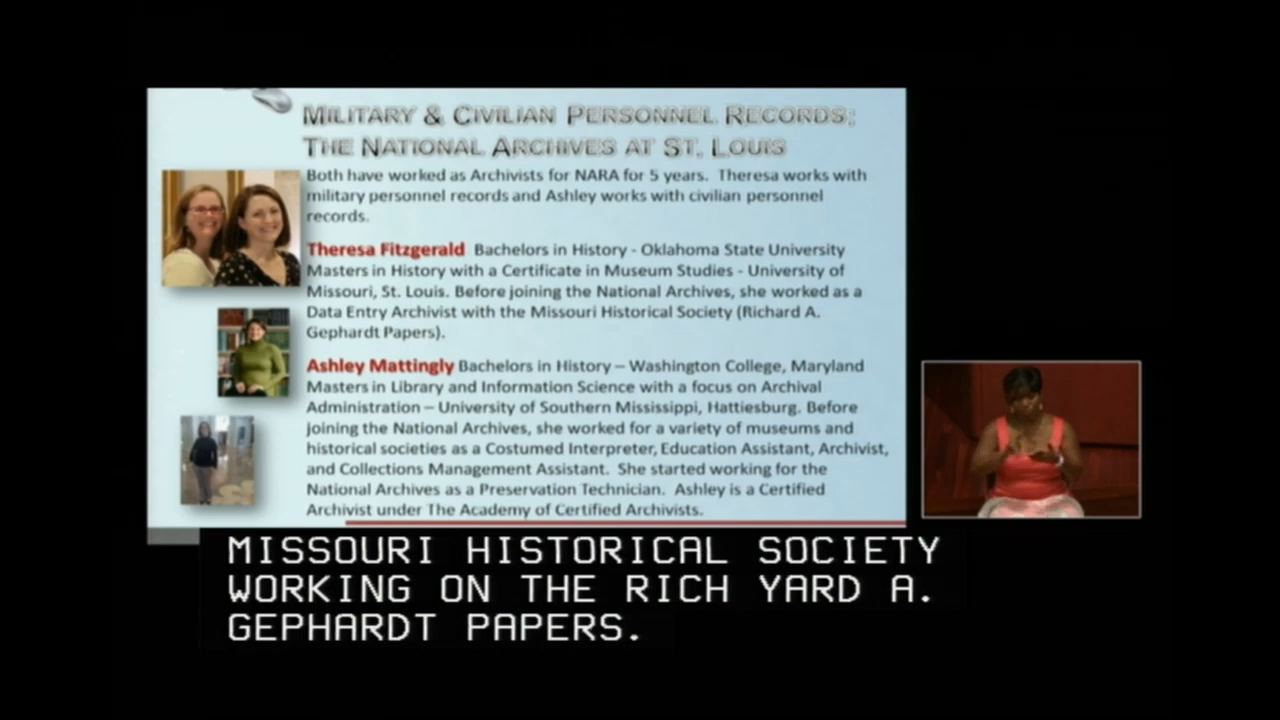 MILITARY & CIVILIAN PERSONNEL RECORDS:
THE NATIONAL ARCHIVES AT ST. LOUIS
Both have worked as Archivists for NARA for 5 years. Theresa works with
military personnel records and Ashley works with civilian personnel
records.
Theresa Fitzgerald Bachelors in History - Oklahoma State University
Masters in History with a Certificate in Museum Studies - University of
Missouri, St. Louis. Before joining the National Archives, she worked as a
Data Entry Archivist with the Missouri Historical Society (Richard A.
Gephardt Papers).
Ashley Mattingly Bachelors in History – Washington College, Maryland
Masters in Library and Information Science with a focus on Archival
Administration – University of Southern Mississippi, Hattiesburg. Before
joining the National Archives, she worked for a variety of museums and
historical societies as a Costumed Interpreter, Education Assistant, Archivist,
and Collections Management Assistant. She started working for the
National Archives as a Preservation Technician. Ashley is a Certified
Archivist under The Academy of Certified Archivists.
MISSOURI HISTORICAL SOCIETY
WORKING ON THE RICH YARD A.
GEPHARDT PAPERS.